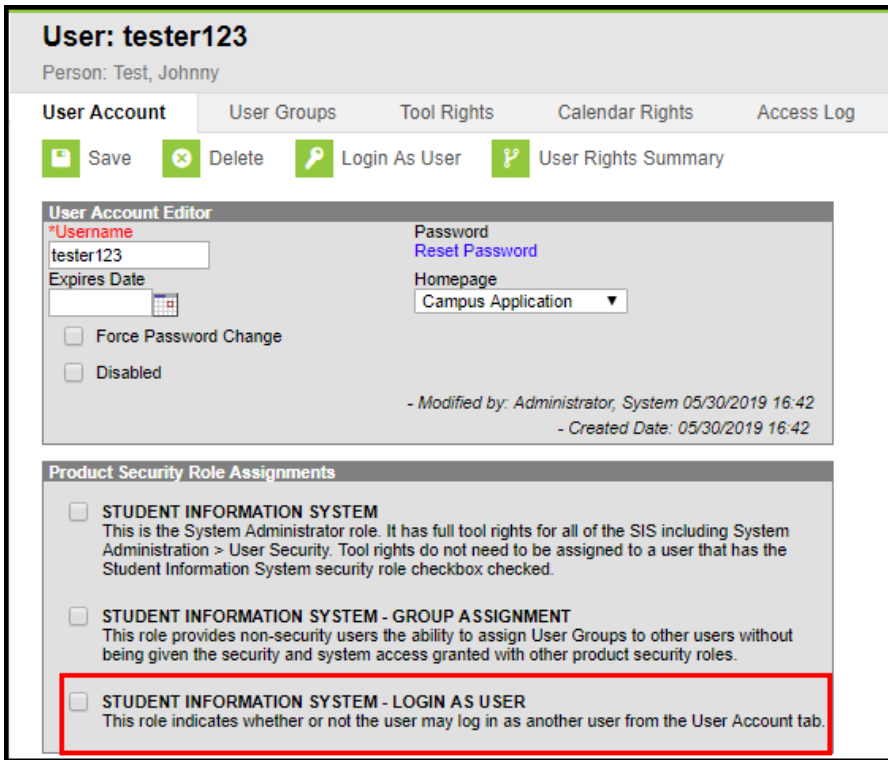 User: tester123
Person: Test, Johnny
User Account User Groups Tool Rights Calendar Rights Access Log
Save Delete Login As User User Rights Summary
User Account Editor
*Username Password
tester123 Reset Password
Expires Date Homepage
Campus Application
Force Password Change
Disabled
- Modified by: Administrator, System 05/30/2019 16:42
- Created Date: 05/30/2019 16:42
Product Security Role Assignments
STUDENT INFORMATION SYSTEM
This is the System Administrator role. It has full tool rights for all of the SIS including System
Administration > User Security. Tool rights do not need to be assigned to a user that has the
Student Information System security role checkbox checked.
STUDENT INFORMATION SYSTEM - GROUP ASSIGNMENT
This role provides non-security users the ability to assign User Groups to other users without
being given the security and system access granted with other product security roles.
STUDENT INFORMATION SYSTEM - LOGIN AS USER
This role indicates whether or not the user may log in as another user from the User Account tab.